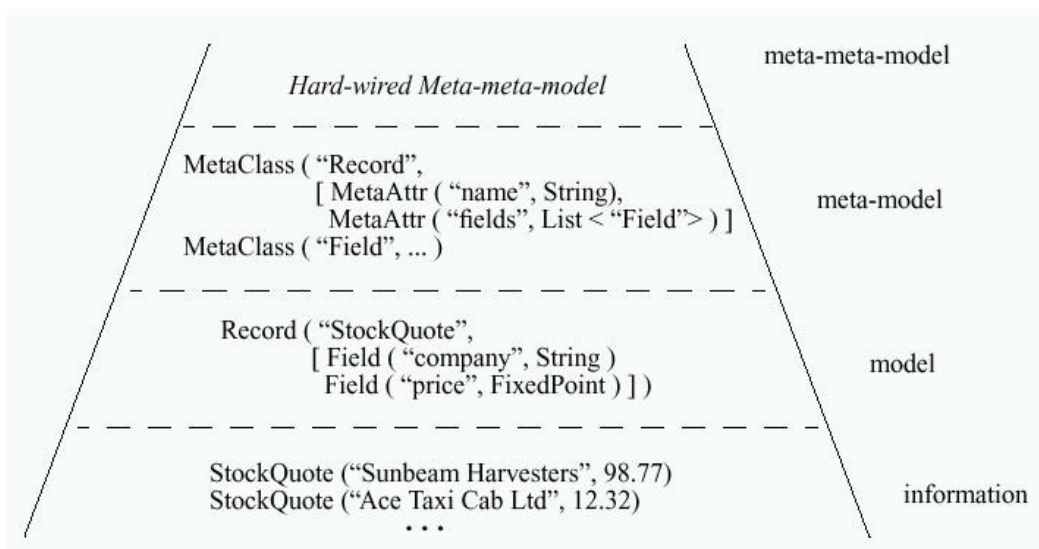 meta-meta-model
Hard-wired Meta-meta-model
MetaClass ( “Record”,
[ MetaAttr ( “name”, String),
MetaAttr ( “fields”, List < “Field”> ) ]
MetaClass ( “Field”, ... )
meta-model
Record ( “StockQuote”,
[ Field ( “company”, String )
Field ( “price”, FixedPoint ) ] )
model
StockQuote (“Sunbeam Harvesters”, 98.77)
StockQuote (“Ace Taxi Cab Ltd”, 12.32)
• • •
information